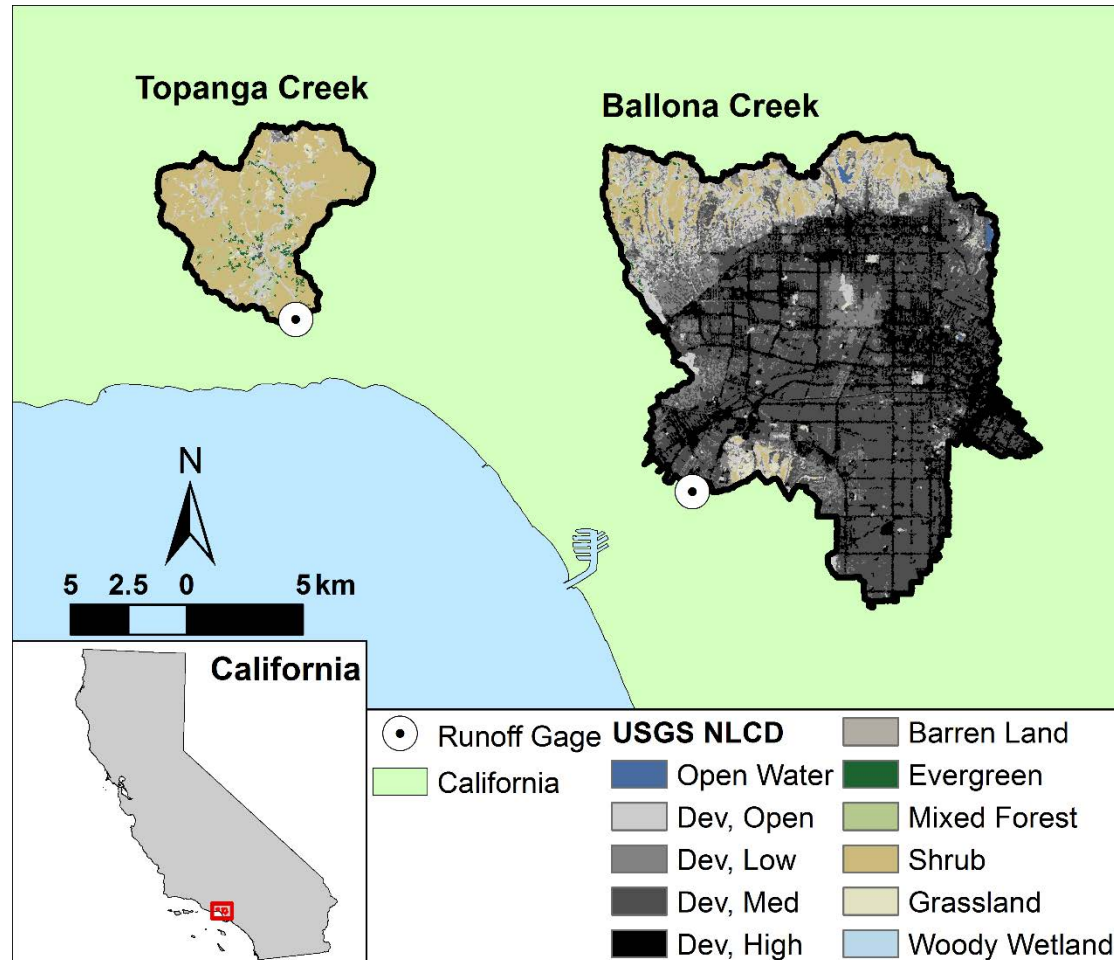 Topanga Creek
Ballona Creek
N
5 2.5 0 5 km
California
Runoff Gage
California
USGS NLCD
Open Water
Dev, Open
Dev, Low
Dev, Med
Dev, High
Barren Land
Evergreen
Mixed Forest
Shrub
Grassland
Woody Wetland